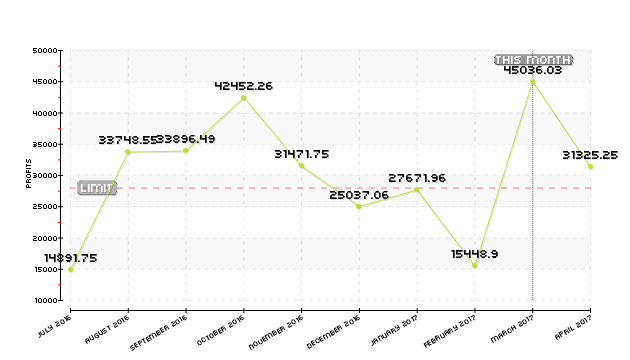 50000
THIS MONTH
45036.03
45000
42452.26
40000
33748.55
33896.49
35000
31471.75
31325.25
PROFITS
30000
27671.96
LIMIT
25037.06
25000
20000
14891.75
15448.9
15000
10000
JULY 2016
AUGUST 2016
SEPTEMBER 2016
OCTOBER 2016
NOVEMBER 2016
DECEMBER 2016
JANUARY 2017
FEBRUARY 2017
MARCH 2017
APRIL 2017